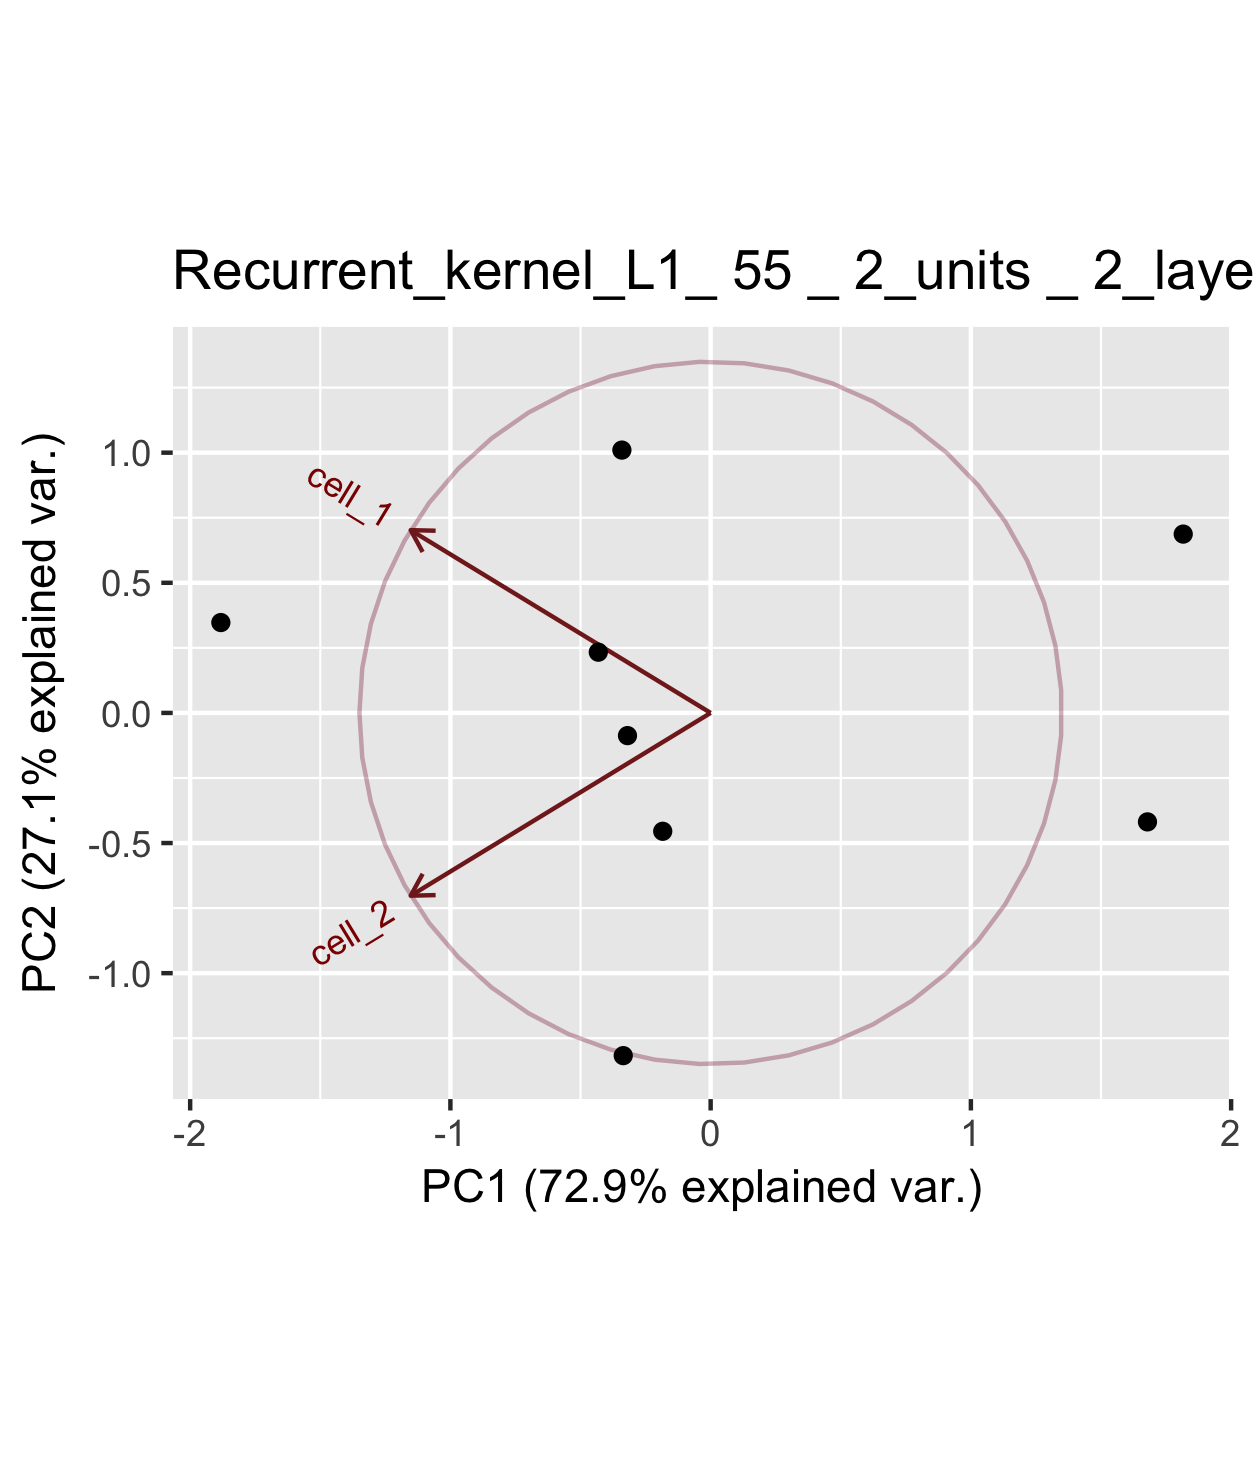 Recurrent_kernel_L1_ 55 _ 2_units _ 2_laye
PC2 (27.1% explained var.)
1.0
0.5
0.0
-0.5
-1.0
cell_1
cell_2
-2 -1 0 1 2
PC1 (72.9% explained var.)